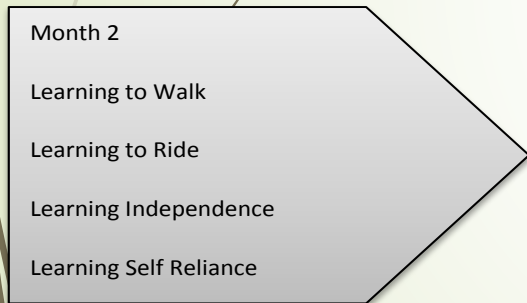 Month 2
Learning to Walk
Learning to Ride
Learning Independence
Learning Self Reliance